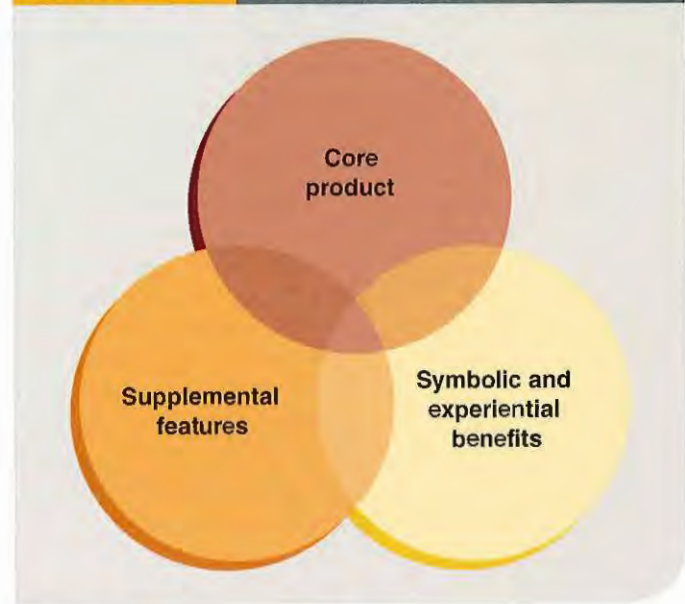 Core
product
Supplemental
features
Symbolic and
experiential
benefits